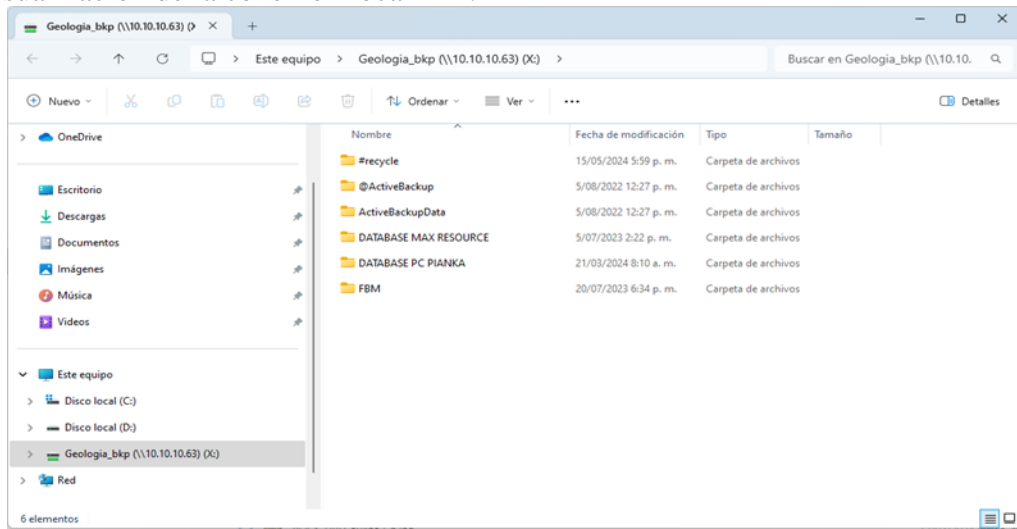 Geologia_bkp (\\10.10.10.63) (X
Este equipo > Geologia_bkp (\\10.10.10.63) (X:) >
Buscar en Geologia_bkp (\\10.10.
Nuevo
Ordenar
Ver
Detalles
OneDrive
Escritorio
Descargas
Documentos
Imágenes
Música
Videos
Este equipo
Disco local (C:)
Disco local (D:)
Geologia_bkp (\\10.10.10.63) (X:)
Red
Nombre Fecha de modificación Tipo Tamaño
#recycle 15/05/2024 5:59 p. m. Carpeta de archivos
@ActiveBackup 5/08/2022 12:27 p. m. Carpeta de archivos
ActiveBackupData 5/08/2022 12:27 p. m. Carpeta de archivos
DATABASE MAX RESOURCE 5/07/2023 2:22 p. m. Carpeta de archivos
DATABASE PC PIANKA 21/03/2024 8:10 a. m. Carpeta de archivos
FBM 20/07/2023 6:34 p. m. Carpeta de archivos
6 elementos